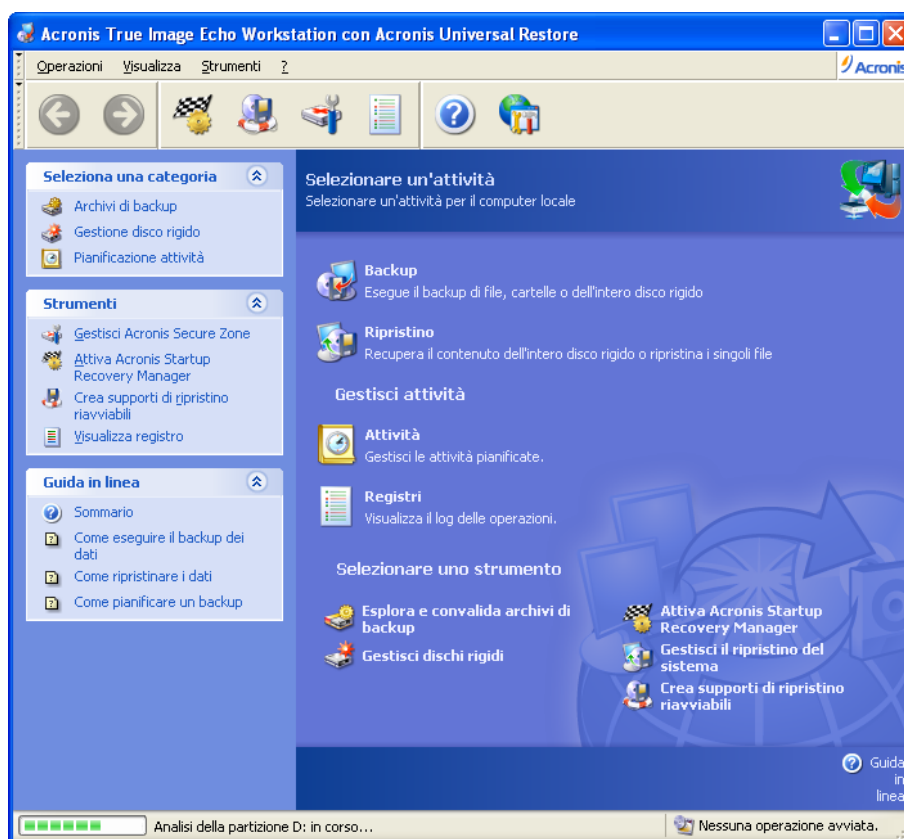 Acronis True Image Echo Workstation con Acronis Universal Restore
Operazioni Visualizza Strumenti ?
Acronis
Seleziona una categoria
Archivi di backup
Gestione disco rigido
Pianificazione attività
Strumenti
Gestisci Acronis Secure Zone
Attiva Acronis Startup
Recovery Manager
Crea supporti di ripristino
riavviabili
Visualizza registro
Guida in linea
Sommario
Come eseguire il backup dei
dati
Come ripristinare i dati
Come pianificare un backup
Selezionare un'attività
Selezionare un'attività per il computer locale
Backup
Esegue il backup di file, cartelle o dell'intero disco rigido
Ripristino
Recupera il contenuto dell'intero disco rigido o ripristina i singoli file
Gestisci attività
Attività
Gestisci le attività pianificate.
Registri
Visualizza il log delle operazioni.
Selezionare uno strumento
Esplora e convalida archivi di
backup
Gestisci dischi rigidi
Attiva Acronis Startup
Recovery Manager
Gestisci il ripristino del
sistema
Crea supporti di ripristino
riavviabili
Guida
in
linea
Analisi della partizione D: in corso...
Nessuna operazione avviata.